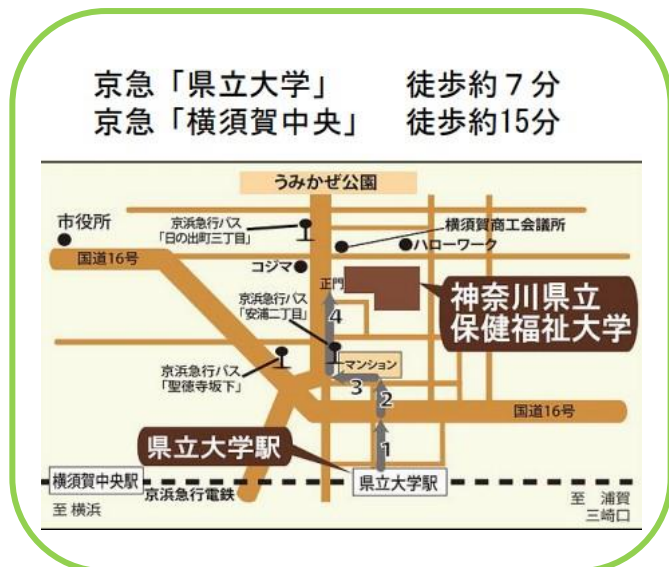 京急「県立大学」　徒歩約７分
京急「横須賀中央」　徒歩約15分
うみかぜ公園
市役所
京浜急行バス
「日の出町三丁目」
横須賀商工会議所
ハローワーク
国道16号
コジマ
正門
神奈川県立
保健福祉大学
京浜急行バス
「安浦二丁目」
4
マンション
京浜急行バス
「聖徳寺坂下」
3
2
国道16号
1
県立大学駅
横須賀中央駅
京浜急行電鉄
県立大学駅
至 横浜
至　浦賀
三崎口